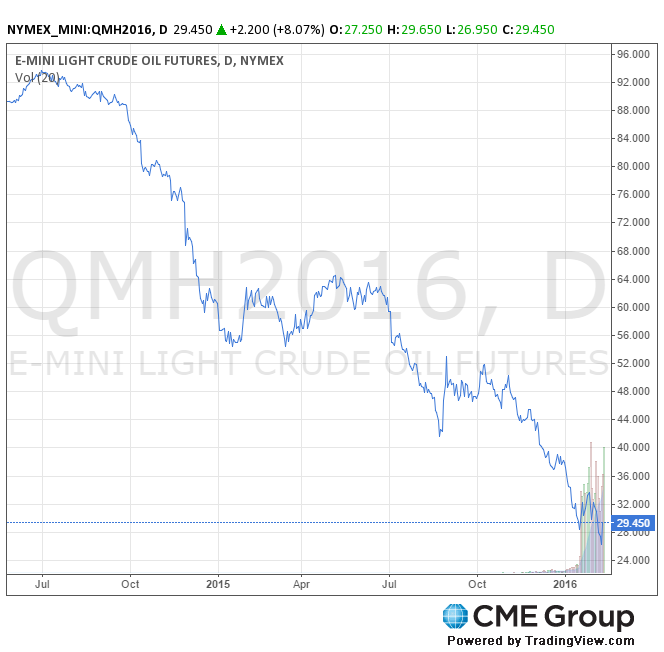 NYMEX_MINI:QMH2016, D 29.450 ▲ +2.200 (+8.07%) O:27.250 H:29.650 L:26.950 C:29.450
E-MINI LIGHT CRUDE OIL FUTURES, D, NYMEX
Vol (20)
QMH2016, D
E-MINI LIGHT CRUDE OIL FUTURES
96.000
92.000
88.000
84.000
80.000
76.000
72.000
68.000
64.000
60.000
56.000
52.000
48.000
44.000
40.000
36.000
32.000
29.450
28.000
24.000
Jul Oct 2015 Apr Jul Oct 2016
CME Group
Powered by TradingView.com